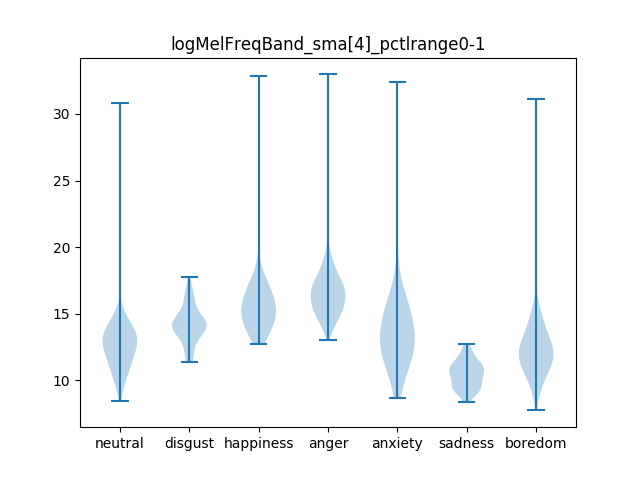 logMelFreqBand_sma[4]_pctlrange0-1
30
25
20
15
10
neutral disgust happiness anger anxiety sadness boredom